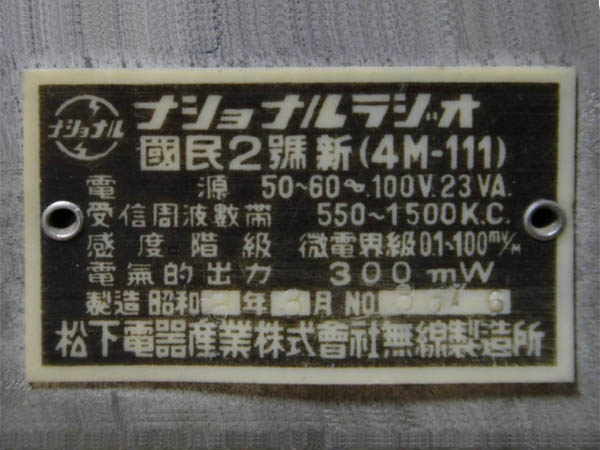 ナショナル
ナショナルラジオ
國民2號新(4M-111)
電源 50~60~.100V.23VA.
受信周波數帶 550~1500K.C.
感度階級 微電界級0.1~100mv/M
電氣的出力 300mW
製造 昭和 年 月 NO
松下電器産業株式會社無線製造所